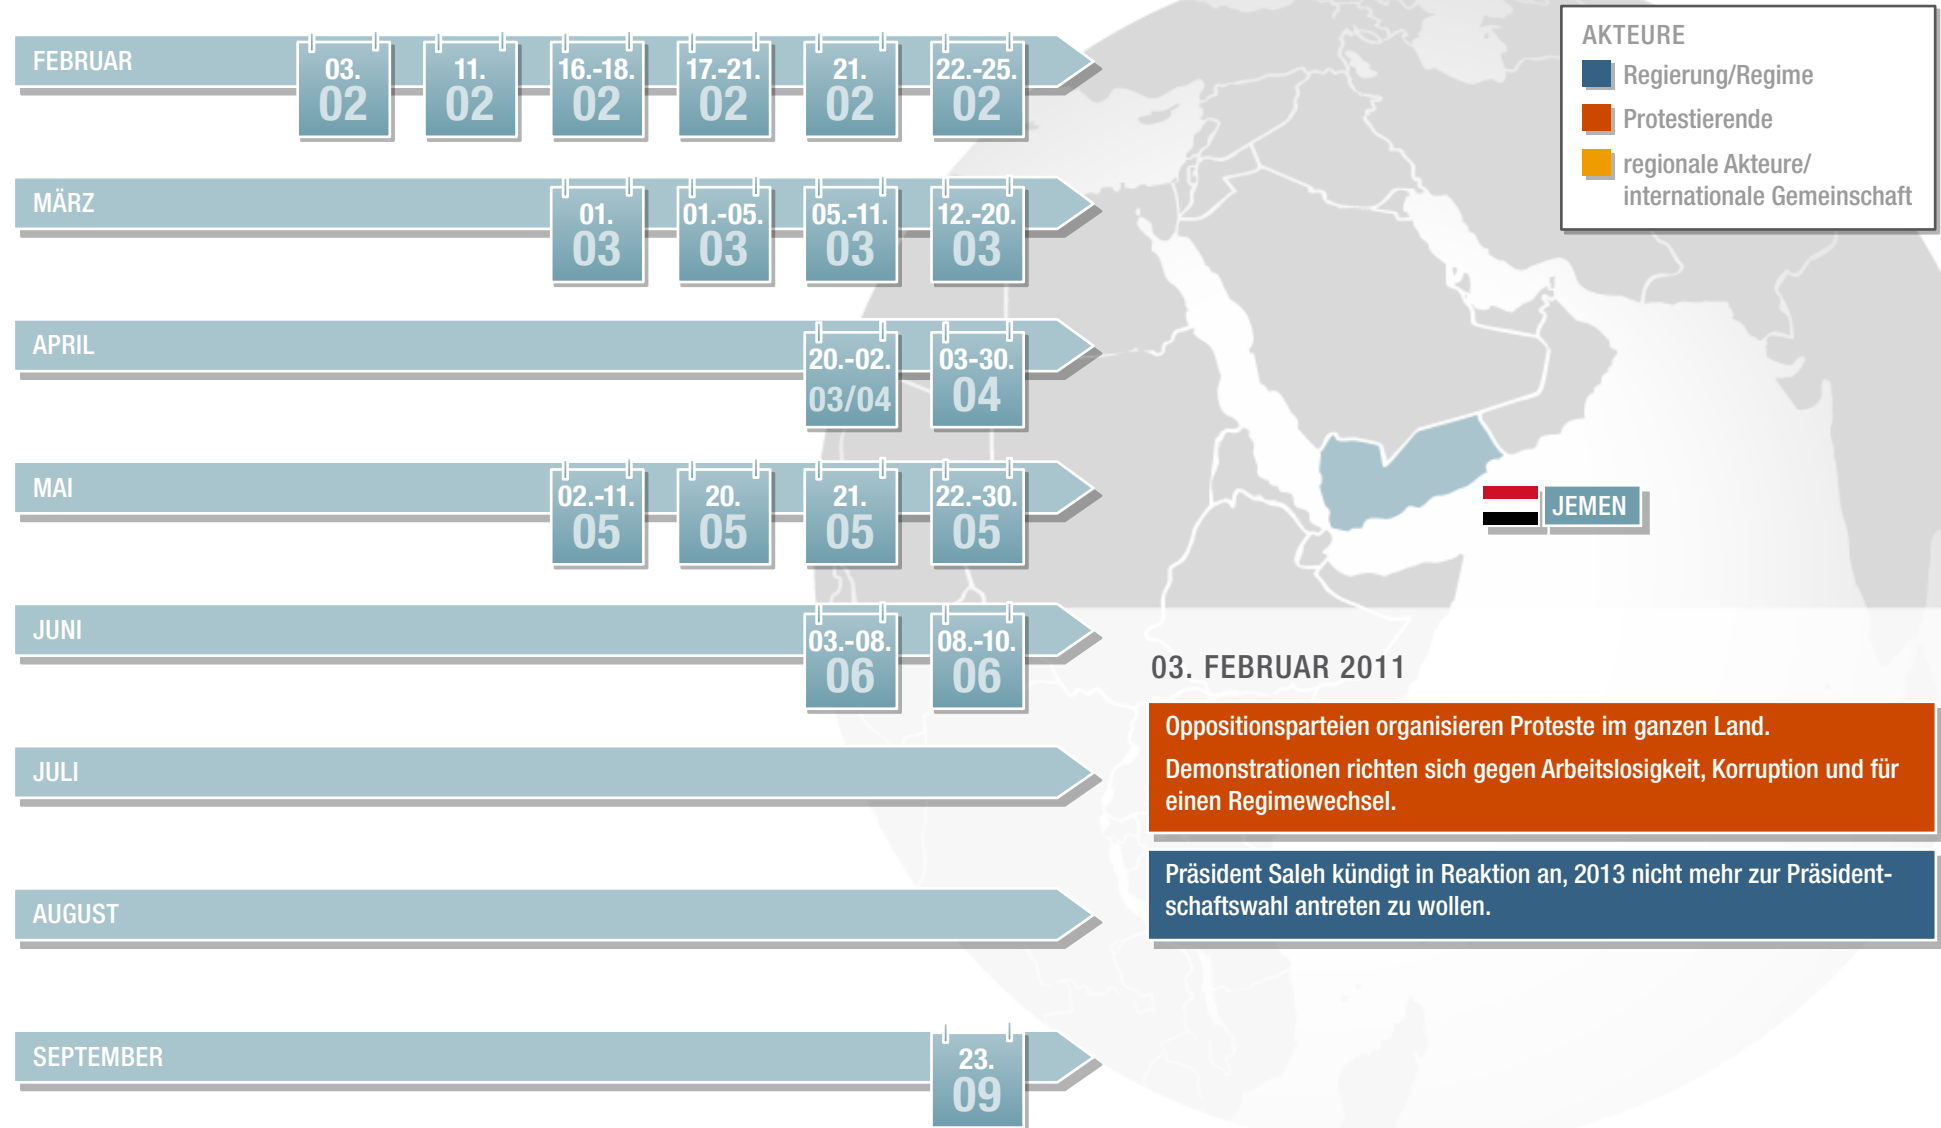 FEBRUAR
03.
02
11.
02
16.-18.
02
17.-21.
02
21.
02
22.-25.
02
MÄRZ
01.
03
01.-05.
03
05.-11.
03
12.-20.
03
APRIL
20.-02.
03/04
03-30.
04
MAI
02.-11.
05
20.
05
21.
05
22.-30.
05
JUNI
03.-08.
06
08.-10.
06
JULI
AUGUST
SEPTEMBER
23.
09
AKTEURE
Regierung/Regime
Protestierende
regionale Akteure/
internationale Gemeinschaft
JEMEN
03. FEBRUAR 2011
Oppositionsparteien organisieren Proteste im ganzen Land.
Demonstrationen richten sich gegen Arbeitslosigkeit, Korruption und für
einen Regimewechsel.
Präsident Saleh kündigt in Reaktion an, 2013 nicht mehr zur Präsident-
schaftswahl antreten zu wollen.